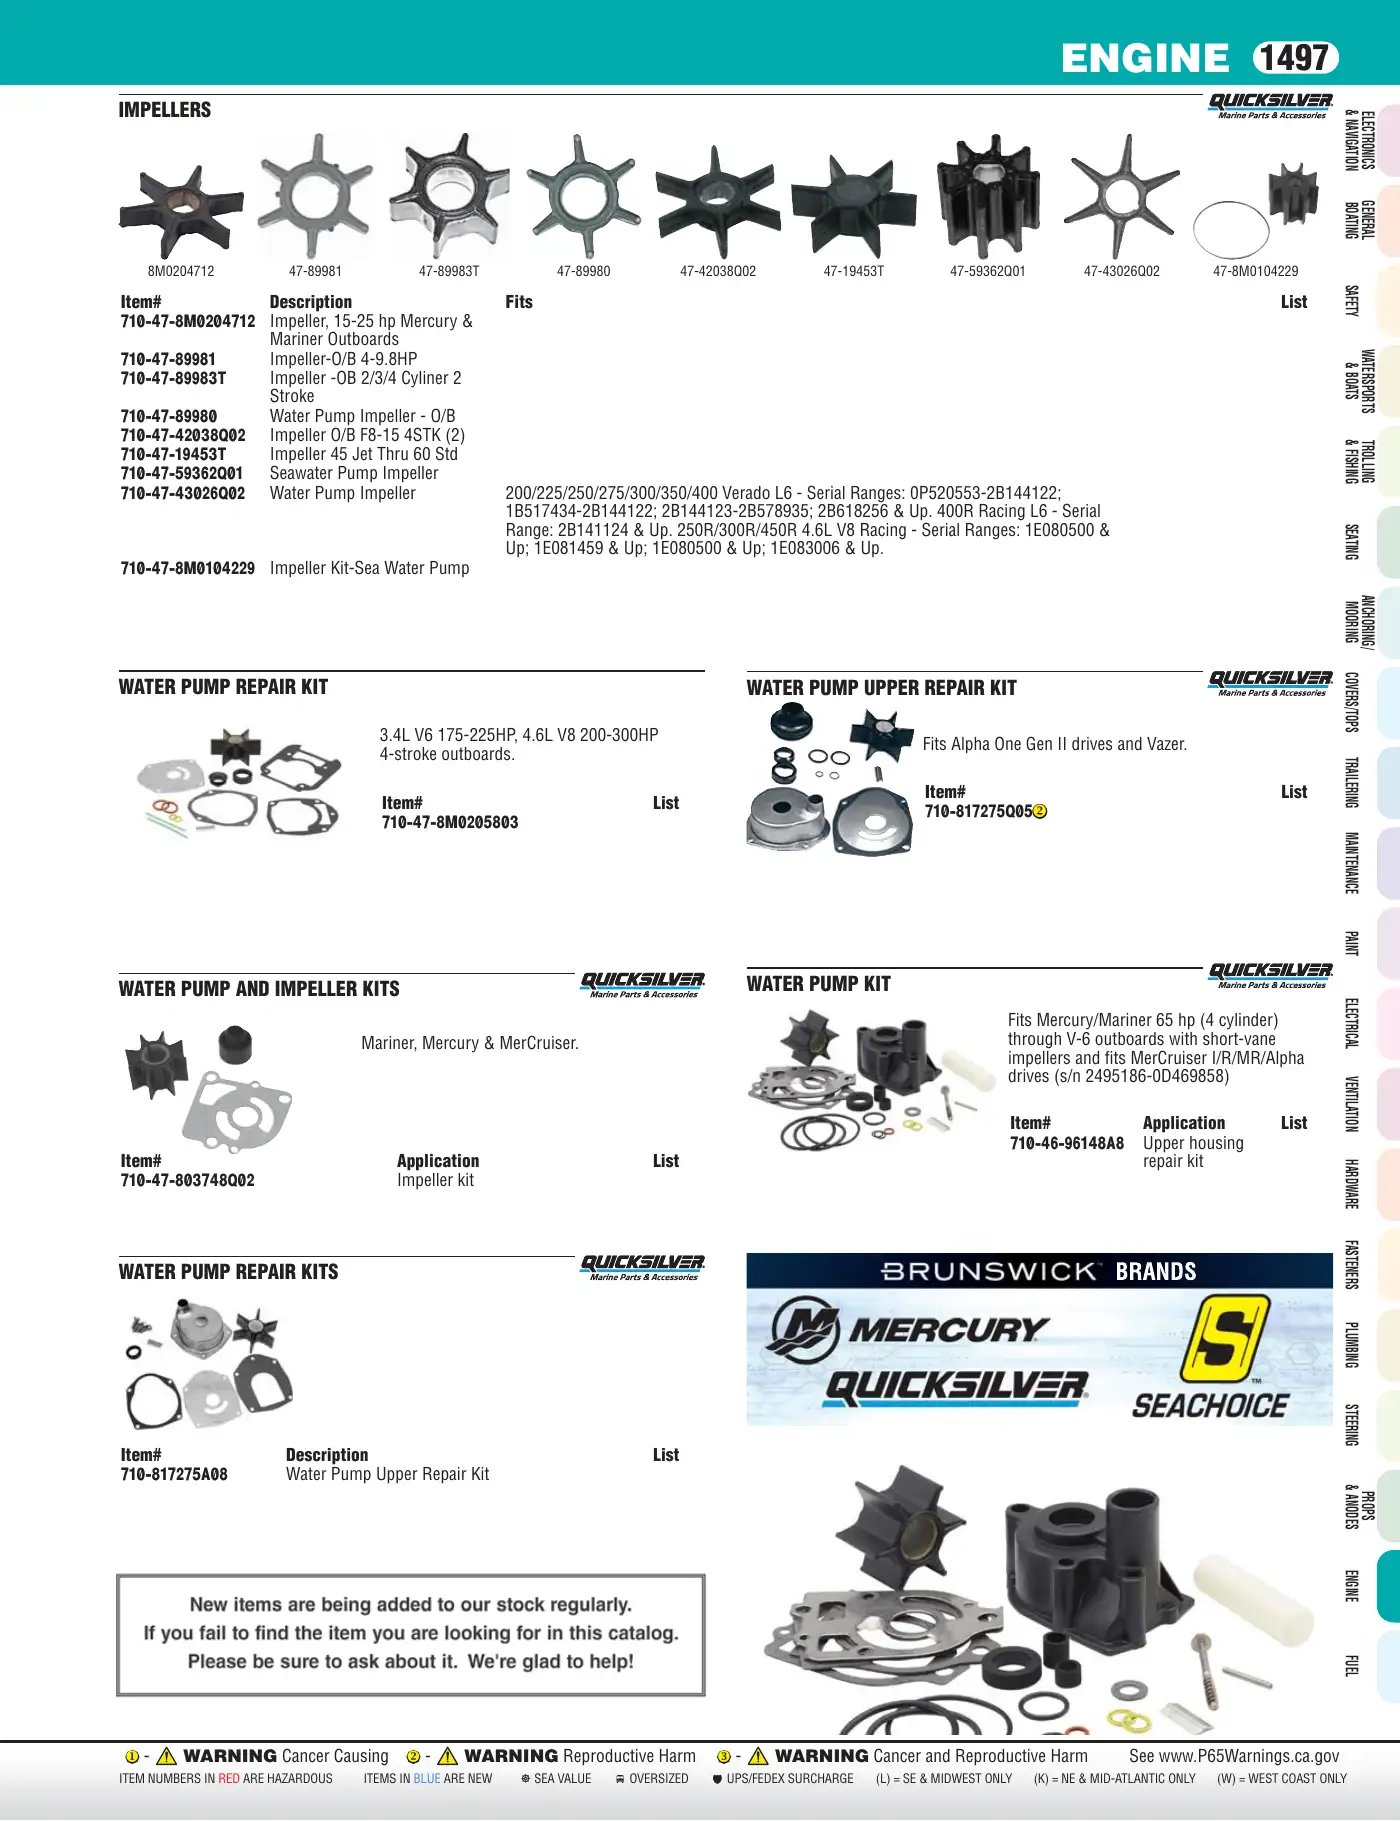 ENGINE 1497
IMPELLERS
QUICKSILVER
Marine Parts & Accessories
8M0204712 47-89981 47-89983T 47-89980 47-42038Q02 47-19453T 47-59362Q01 47-43026Q02 47-8M0104229
Item# Description Fits List
710-47-8M0204712 Impeller, 15-25 hp Mercury &
Mariner Outboards
710-47-89981 Impeller-O/B 4-9.8HP
710-47-89983T Impeller -OB 2/3/4 Cyliner 2
Stroke
710-47-89980 Water Pump Impeller - O/B
710-47-42038Q02 Impeller O/B F8-15 4STK (2)
710-47-19453T Impeller 45 Jet Thru 60 Std
710-47-59362Q01 Seawater Pump Impeller
710-47-43026Q02 Water Pump Impeller 200/225/250/275/300/350/400 Verado L6 - Serial Ranges: 0P520553-2B144122;
1B517434-2B144122; 2B144123-2B578935; 2B618256 & Up. 400R Racing L6 - Serial
Range: 2B141124 & Up. 250R/300R/450R 4.6L V8 Racing - Serial Ranges: 1E080500 &
Up; 1E081459 & Up; 1E080500 & Up; 1E083006 & Up.
710-47-8M0104229 Impeller Kit-Sea Water Pump
WATER PUMP REPAIR KIT
3.4L V6 175-225HP, 4.6L V8 200-300HP
4-stroke outboards.
Item# List
710-47-8M0205803
WATER PUMP UPPER REPAIR KIT
QUICKSILVER
Marine Parts & Accessories
Fits Alpha One Gen II drives and Vazer.
Item# List
710-817275Q05 2
WATER PUMP AND IMPELLER KITS
QUICKSILVER
Marine Parts & Accessories
Mariner, Mercury & MerCruiser.
Item# Application List
710-47-803748Q02 Impeller kit
WATER PUMP KIT
QUICKSILVER
Marine Parts & Accessories
Fits Mercury/Mariner 65 hp (4 cylinder)
through V-6 outboards with short-vane
impellers and fits MerCruiser I/R/MR/Alpha
drives (s/n 2495186-0D469858)
Item# Application List
710-46-96148A8 Upper housing
repair kit
WATER PUMP REPAIR KITS
QUICKSILVER
Marine Parts & Accessories
Item# Description List
710-817275A08 Water Pump Upper Repair Kit
BRUNSWICK™ BRANDS
MERCURY
QUICKSILVER
S
SEACHOICE
New items are being added to our stock regularly.
If you fail to find the item you are looking for in this catalog.
Please be sure to ask about it. We're glad to help!
1 - WARNING Cancer Causing 2 - WARNING Reproductive Harm 3 - WARNING Cancer and Reproductive Harm See www.P65Warnings.ca.gov
ITEM NUMBERS IN RED ARE HAZARDOUS ITEMS IN BLUE ARE NEW SEA VALUE OVERSIZED UPS/FEDEX SURCHARGE (L) = SE & MIDWEST ONLY (K) = NE & MID-ATLANTIC ONLY (W) = WEST COAST ONLY
ELECTRONICS
& NAVIGATION
GENERAL
BOATING
SAFETY
WATERSPORTS
& BOATS
TROLLING
& FISHING
SEATING
ANCHORING/
MOORING
COVERS/TOPS
TRAILERING
MAINTENANCE
PAINT
ELECTRICAL
VENTILATION
HARDWARE
FASTENERS
PLUMBING
STEERING
PROPS
& ANODES
ENGINE
FUEL